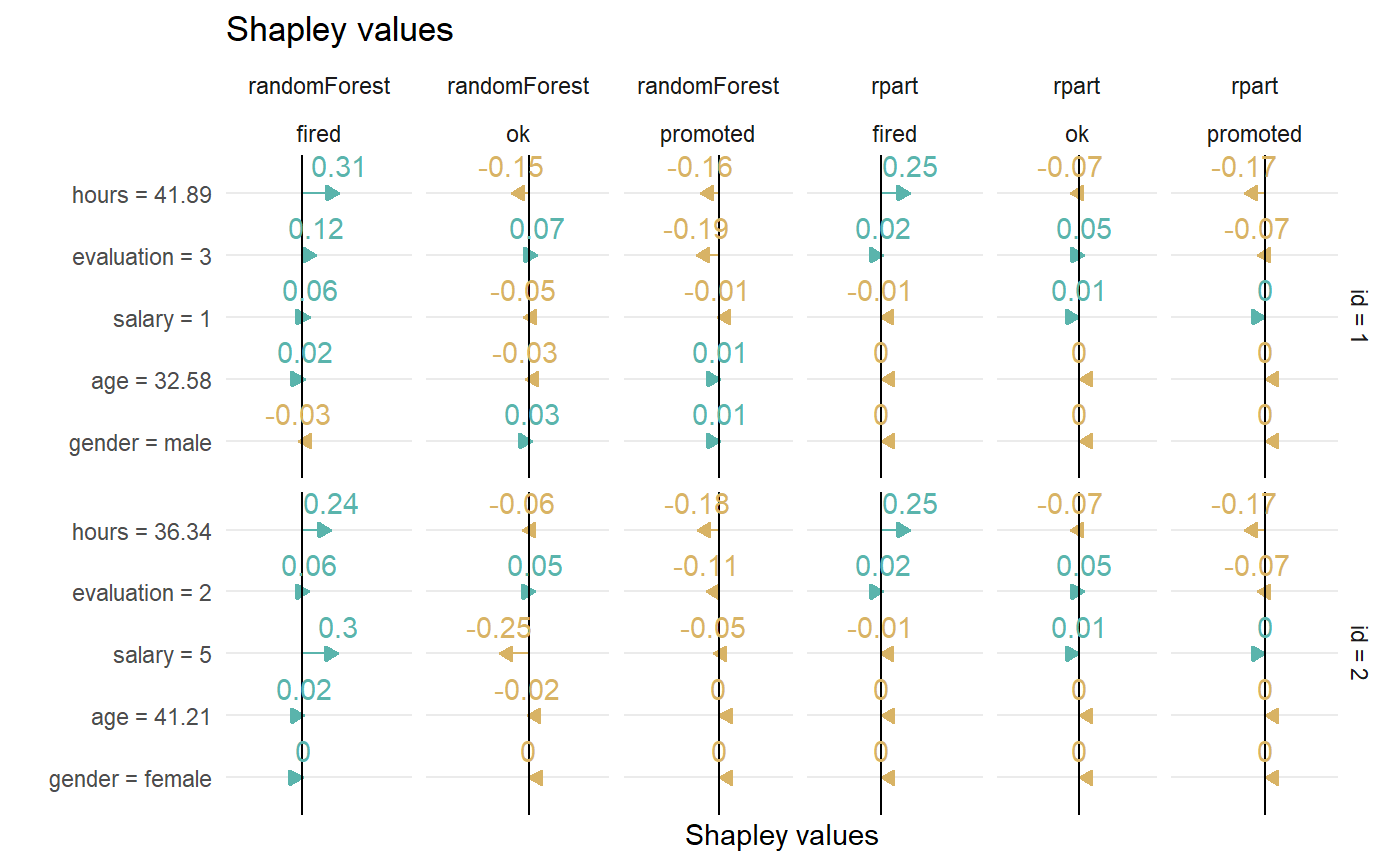 Shapley values
randomForest randomForest randomForest rpart rpart rpart
fired ok promoted fired ok promoted
0.31 -0.15 -0.16 0.25 -0.07 -0.17
hours = 41.89
0.12 0.07 -0.19 0.02 0.05 -0.07
evaluation = 3
0.06 -0.05 -0.01 -0.01 0.01 0
salary = 1
id = 1
0.02 -0.03 0.01 0 0 0
age = 32.58
-0.03 0.03 0.01 0 0 0
gender = male
0.24 -0.06 -0.18 0.25 -0.07 -0.17
hours = 36.34
0.06 0.05 -0.11 0.02 0.05 -0.07
evaluation = 2
0.3 -0.25 -0.05 -0.01 0.01 0
salary = 5
id = 2
0.02 -0.02 0 0 0 0
age = 41.21
0 0 0 0 0 0
gender = female
Shapley values